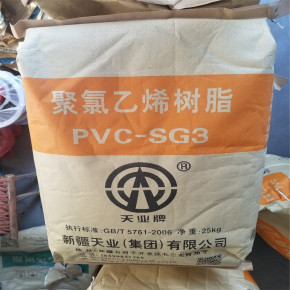 聚氯乙烯树脂
PVC-SG3
®
天业牌
执行标准:GB/T 5761-2006 净重:25kg
新疆天业(集团)有限公司